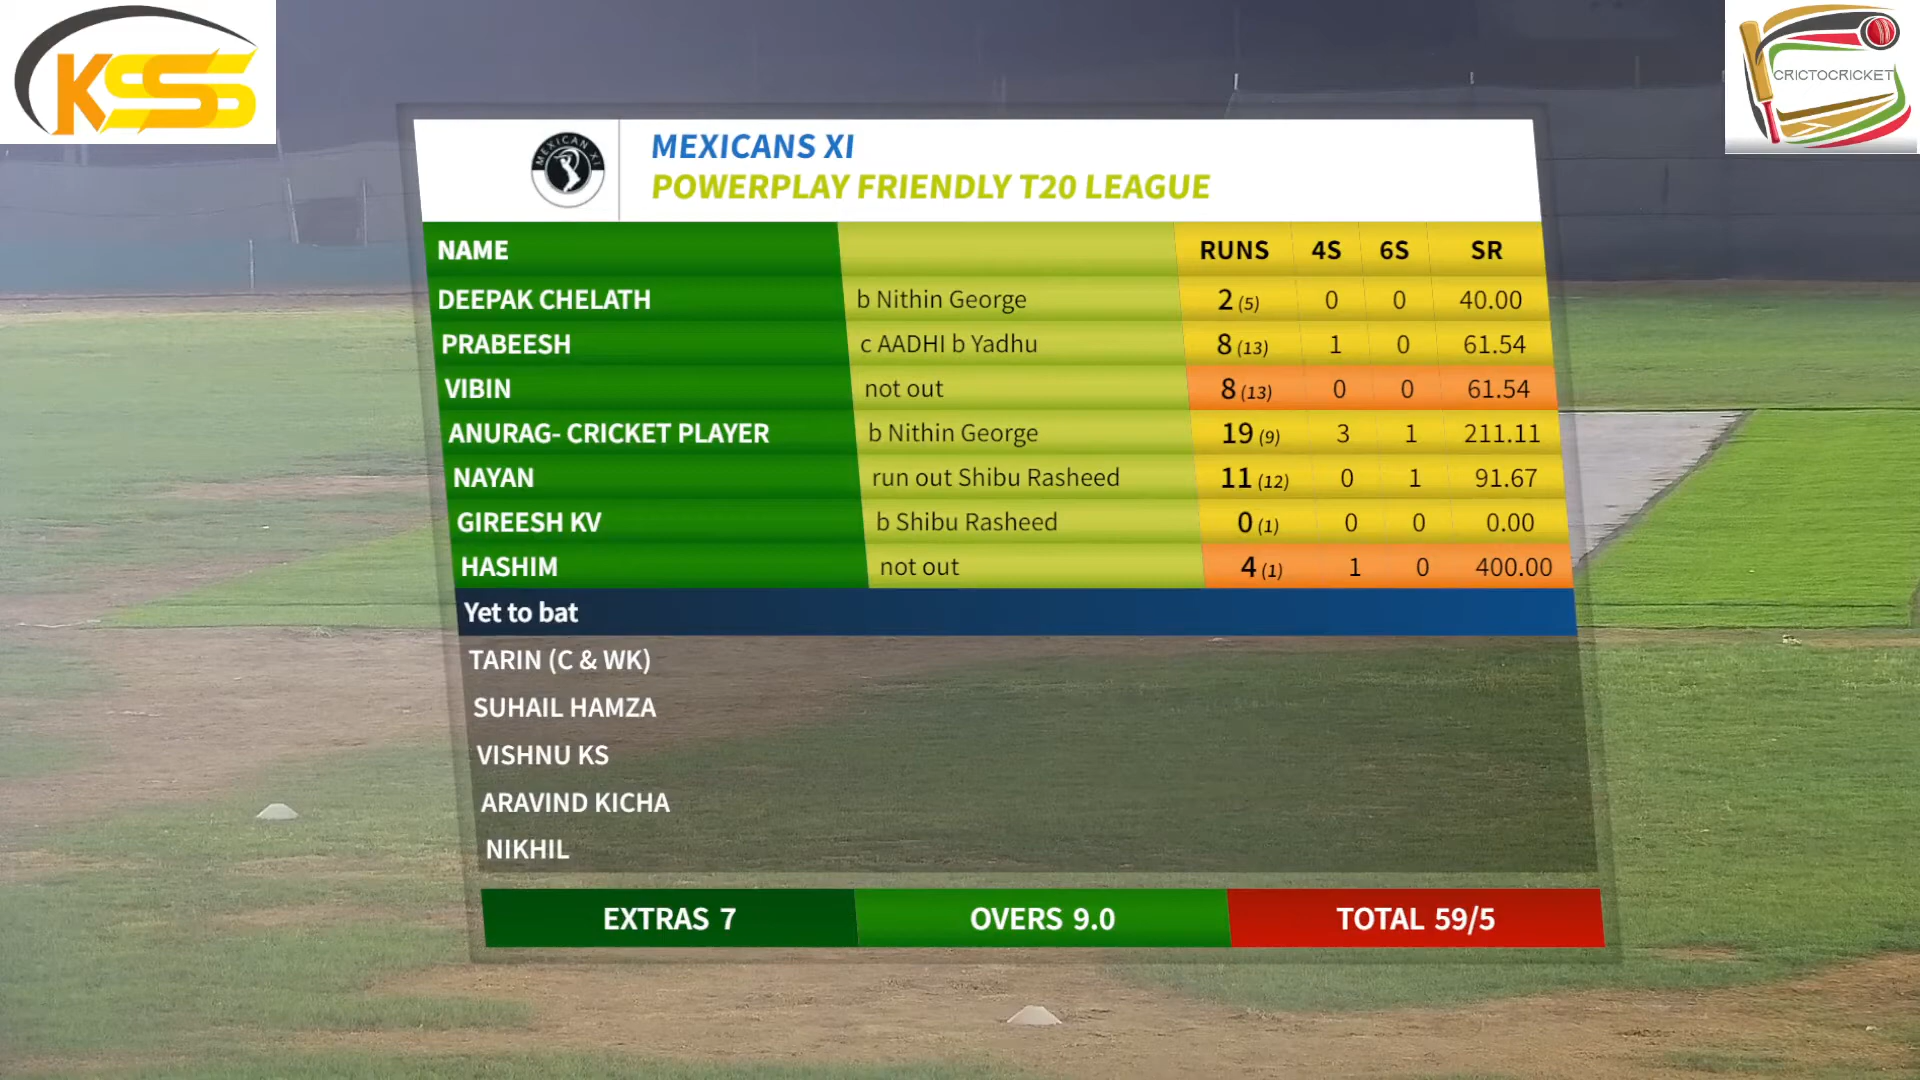 KSS
CRICTOCRICKET
MEXICAN XI
MEXICANS XI
POWERPLAY FRIENDLY T20 LEAGUE
NAME RUNS 4S 6S SR
DEEPAK CHELATH b Nithin George 2 (5) 0 0 40.00
PRABEESH c AADHI b Yadhu 8 (13) 1 0 61.54
VIBIN not out 8 (13) 0 0 61.54
ANURAG- CRICKET PLAYER b Nithin George 19 (9) 3 1 211.11
NAYAN run out Shibu Rasheed 11 (12) 0 1 91.67
GIREESH KV b Shibu Rasheed 0 (1) 0 0 0.00
HASHIM not out 4 (1) 1 0 400.00
Yet to bat
TARIN (C & WK)
SUHAIL HAMZA
VISHNU KS
ARAVIND KICHA
NIKHIL
EXTRAS 7 OVERS 9.0 TOTAL 59/5